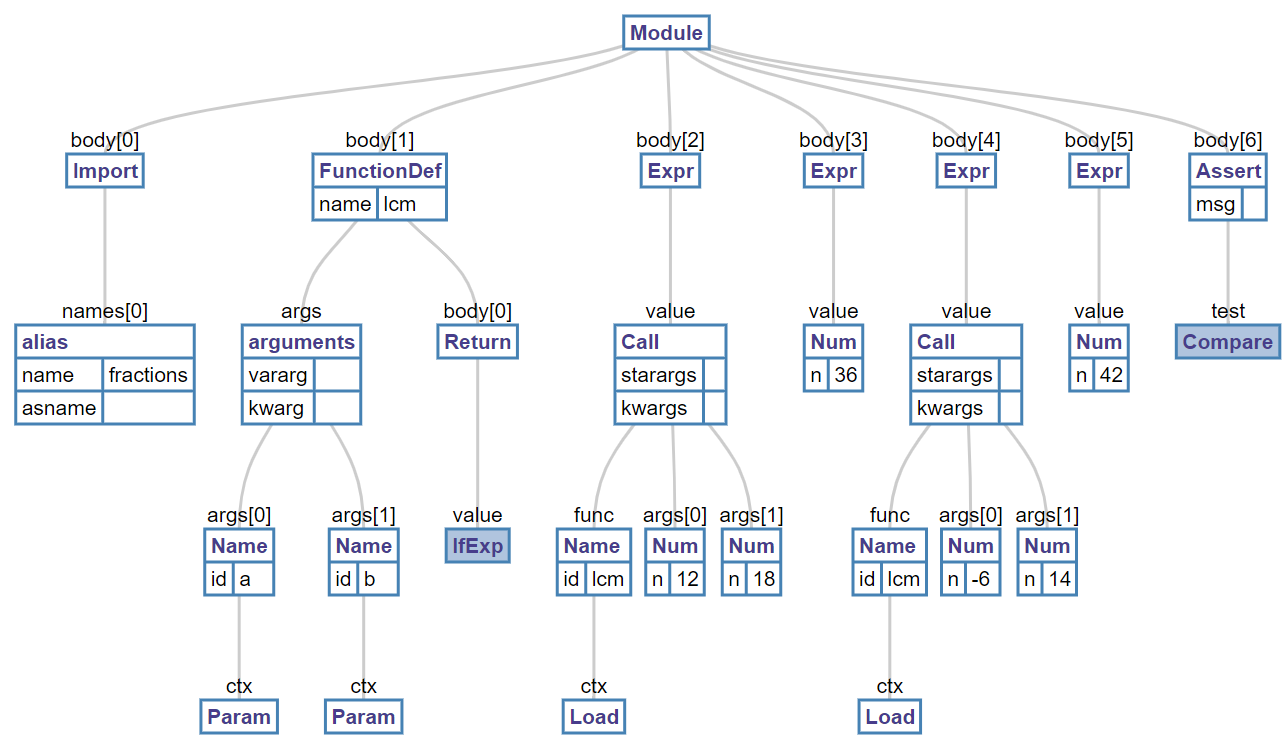 Module
body[0] body[1] body[2] body[3] body[4] body[5] body[6]
Import FunctionDef Expr Expr Expr Expr Assert
name lcm msg
names[0] args body[0] value value value value test
alias arguments Return Call Num Call Num Compare
name fractions vararg starargs n 36 starargs n 42
asname kwarg kwargs kwargs
args[0] args[1] value func args[0] args[1] func args[0] args[1]
Name Name IfExp Name Num Num Name Num Num
id a id b id lcm n 12 n 18 id lcm n -6 n 14
ctx ctx ctx ctx
Param Param Load Load